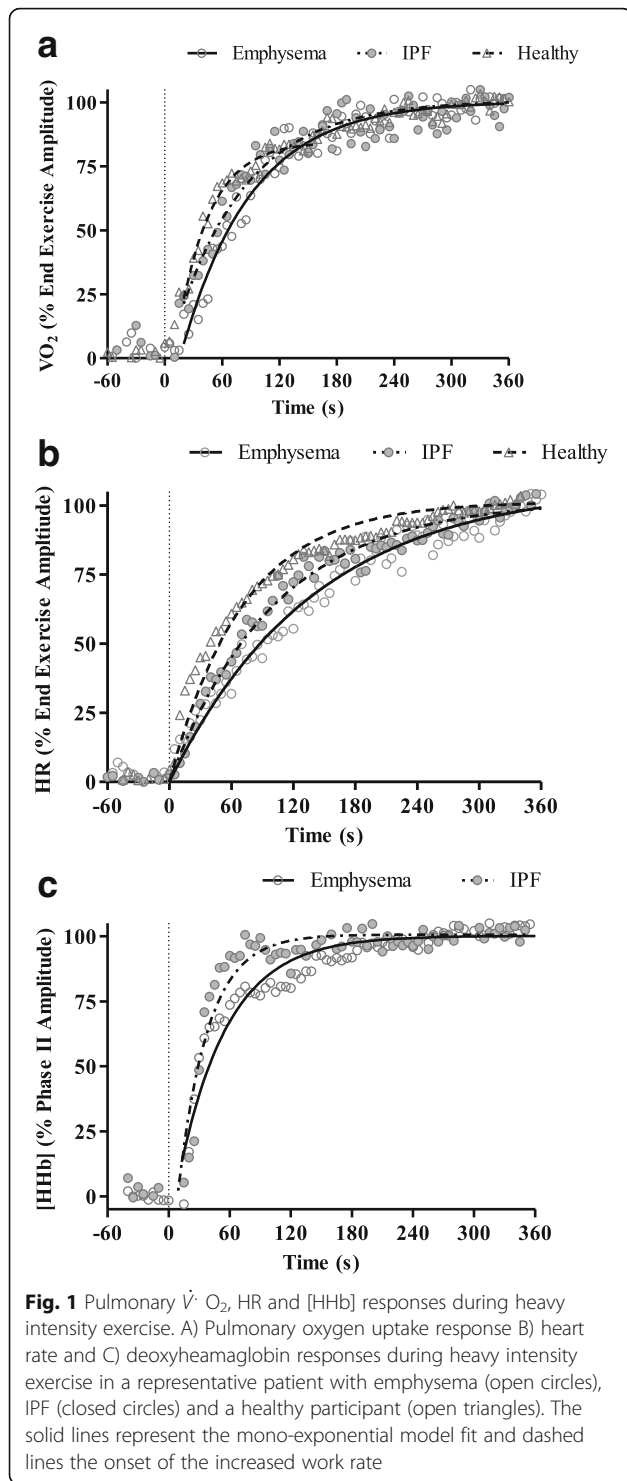 a
Emphysema IPF Healthy
VO2 (% End Exercise Amplitude)
100
75
50
25
0
-60 0 60 120 180 240 300 360
Time (s)
b
Emphysema IPF Healthy
HR (% End Exercise Ampltiude)
100
75
50
25
0
-60 0 60 120 180 240 300 360
Time (s)
c
Emphysema IPF
[HHb] (% Phase II Amplitude)
100
75
50
25
0
-60 0 60 120 180 240 300 360
Time (s)
Fig. 1 Pulmonary V̇· O2, HR and [HHb] responses during heavy
intensity exercise. A) Pulmonary oxygen uptake response B) heart
rate and C) deoxyheamaglobin responses during heavy intensity
exercise in a representative patient with emphysema (open circles),
IPF (closed circles) and a healthy participant (open triangles). The
solid lines represent the mono-exponential model fit and dashed
lines the onset of the increased work rate